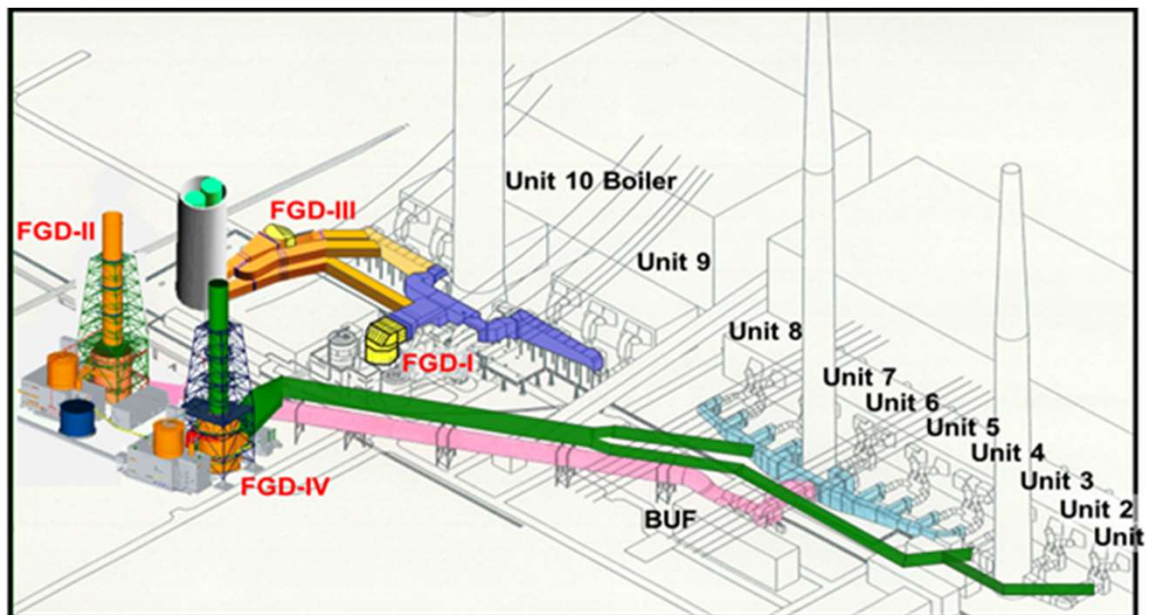 Unit 10 Boiler
FGD-III
FGD-II
Unit 9
Unit 8
FGD-I
Unit 7
Unit 6
Unit 5
Unit 4
Unit 3
FGD-IV
Unit 2
BUF
Unit